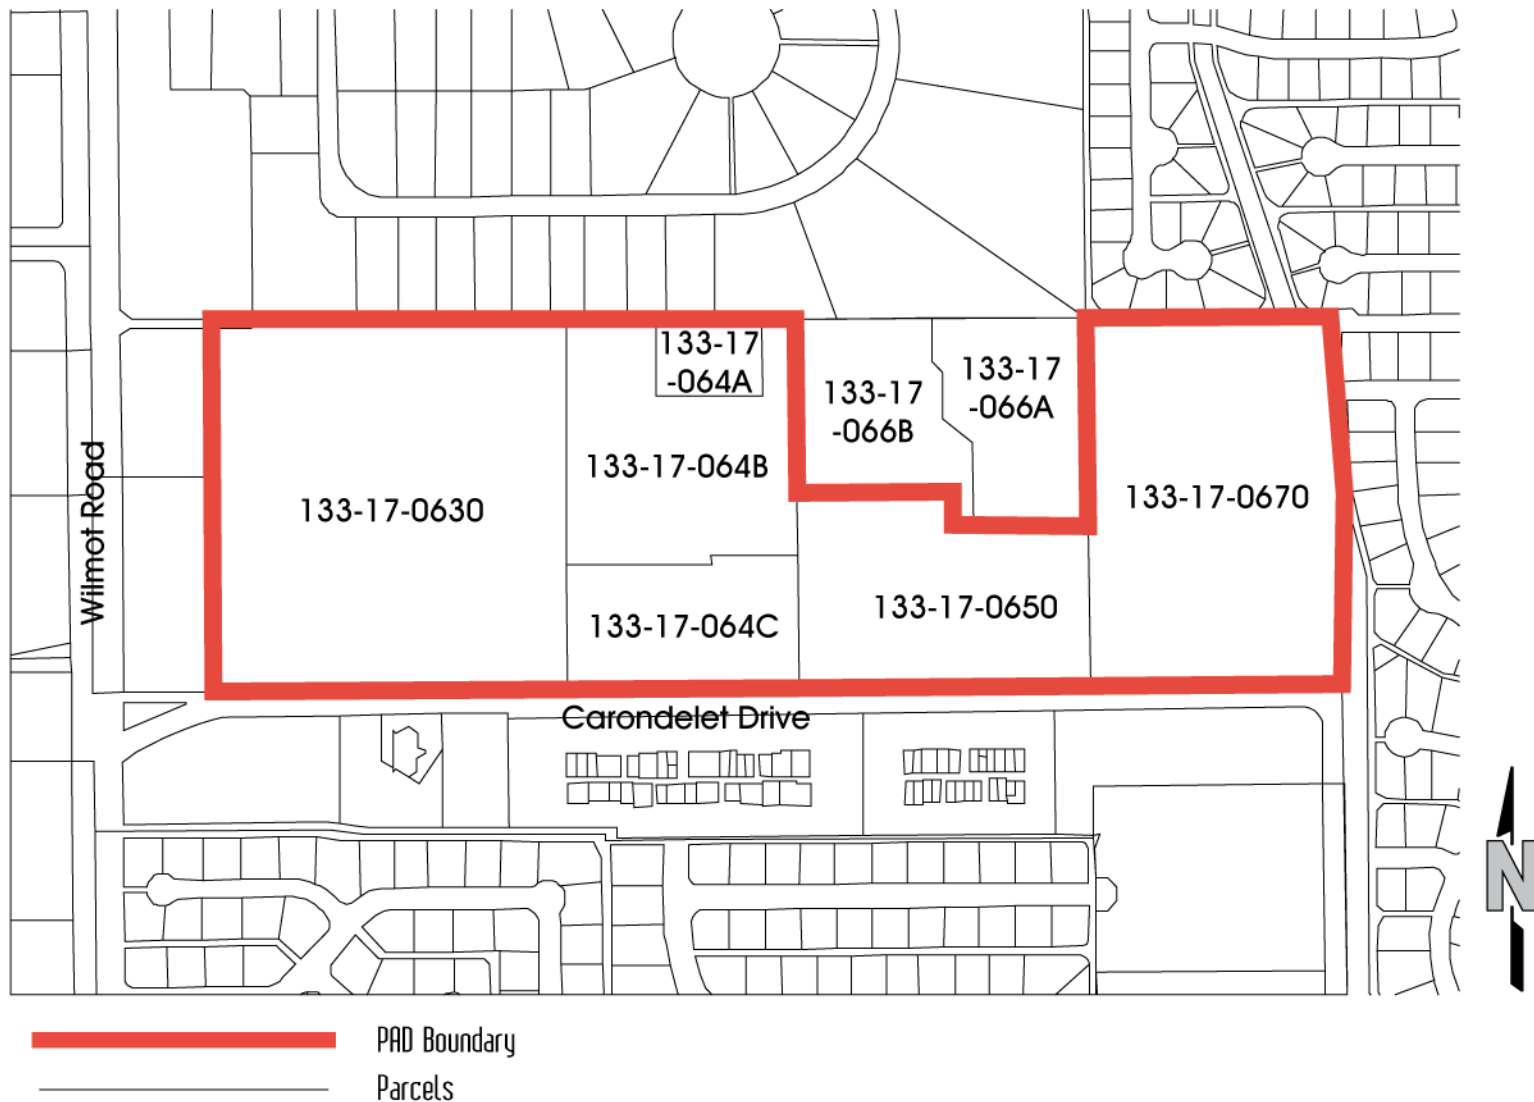 133-17
-064A
133-17
-066B
133-17
-066A
133-17-064B
133-17-0630
133-17-0670
133-17-064C
133-17-0650
Wilmot Road
Carondelet Drive
N
PAD Boundary
Parcels